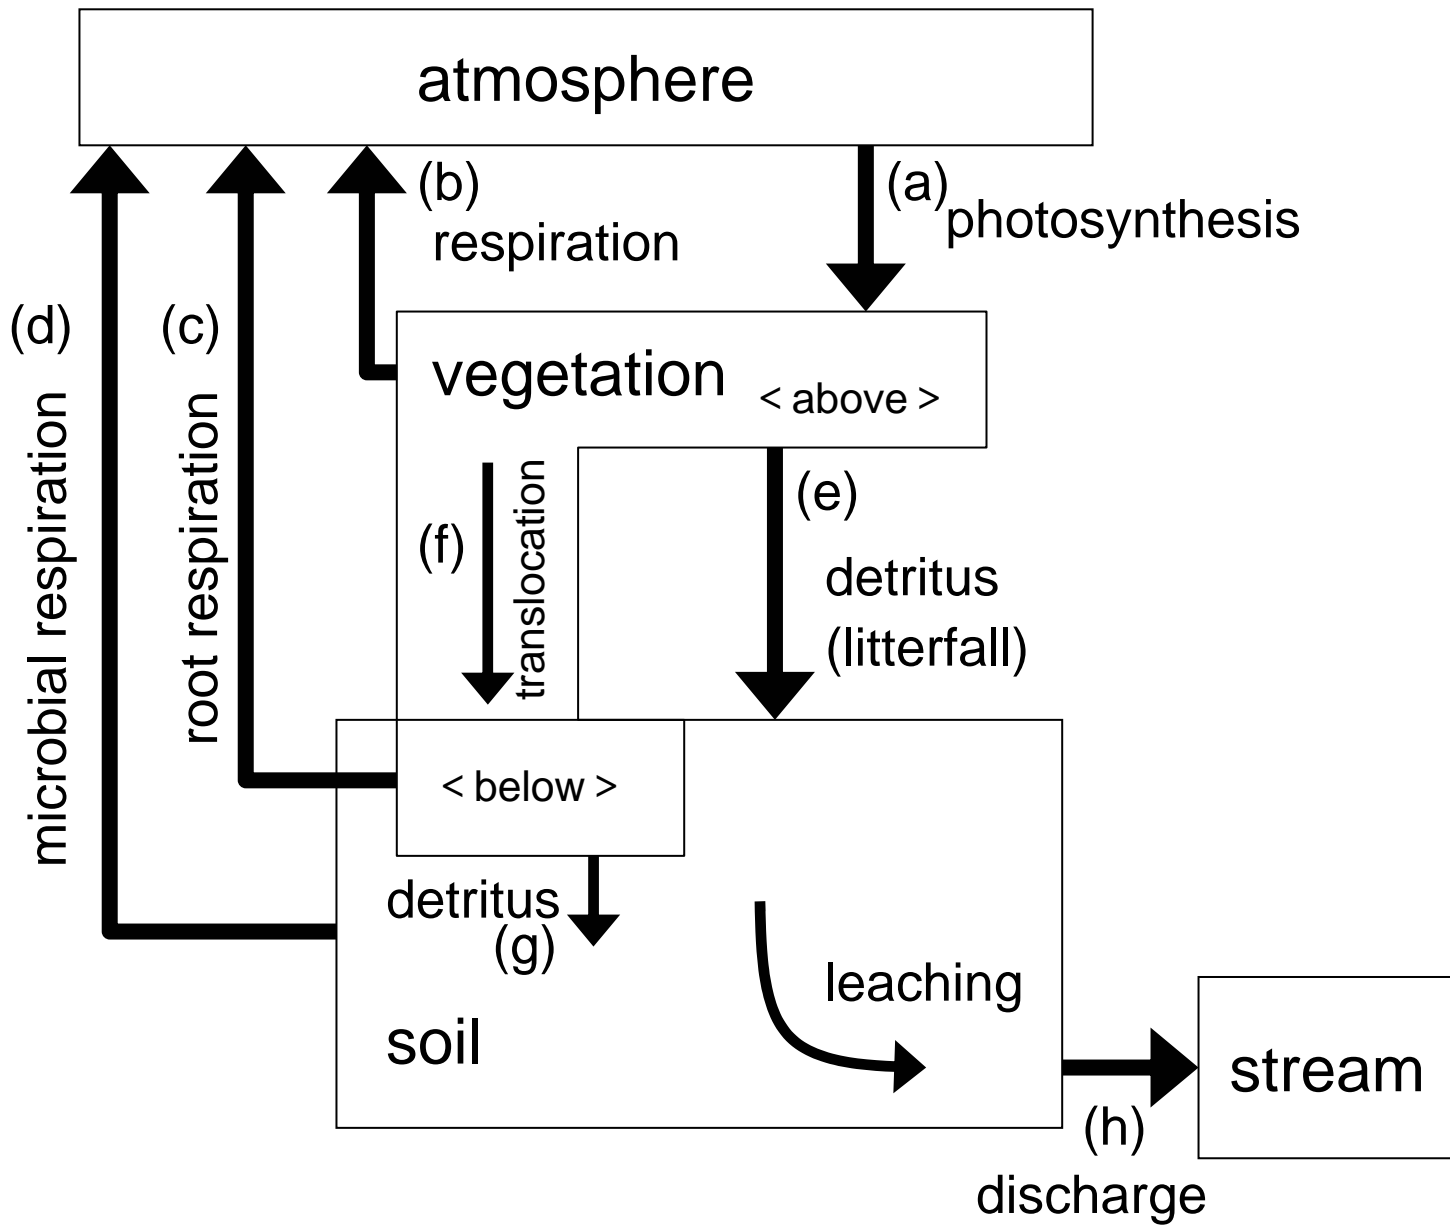 atmosphere
(b)
respiration
(a)
photosynthesis
(d)
microbial respiration
(c)
root respiration
vegetation
< above >
(f)
translocation
(e)
detritus
(litterfall)
< below >
detritus
(g)
leaching
soil
stream
(h)
discharge